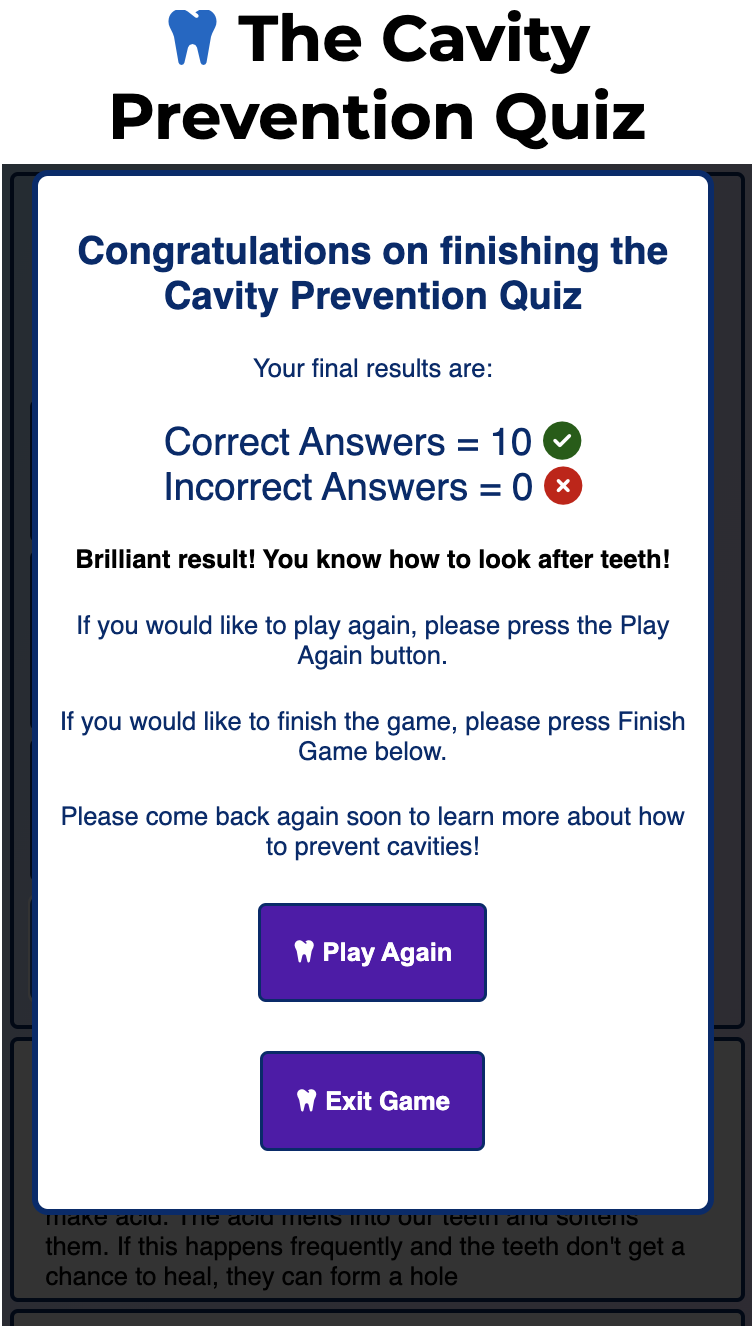 The Cavity
Prevention Quiz
Congratulations on finishing the
Cavity Prevention Quiz
Your final results are:
Correct Answers = 10
Incorrect Answers = 0
Brilliant result! You know how to look after teeth!
If you would like to play again, please press the Play
Again button.
If you would like to finish the game, please press Finish
Game below.
Please come back again soon to learn more about how
to prevent cavities!
Play Again
Exit Game
make acid. The acid melts into our teeth and softens
them. If this happens frequently and the teeth don't get a
chance to heal, they can form a hole